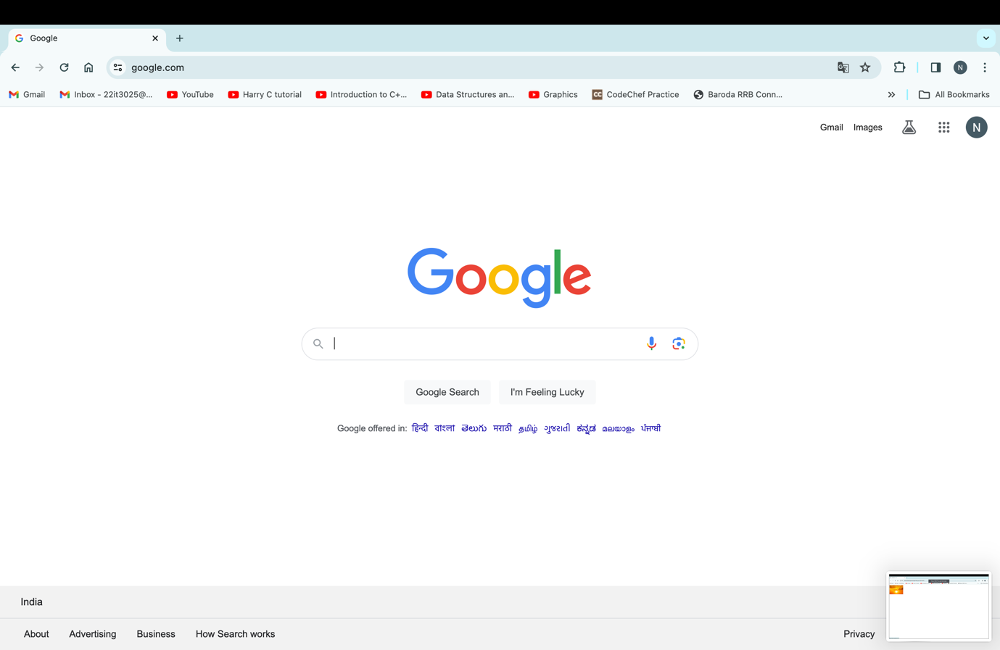 Google
google.com
N
Gmail
Inbox - 22it3025@...
YouTube
Harry C tutorial
Introduction to C+...
Data Structures an...
Graphics
CC CodeChef Practice
Baroda RRB Conn...
All Bookmarks
Gmail Images N
Google
Google Search I'm Feeling Lucky
Google offered in: हिन्दी বাংলা తెలుగు मराठी தமிழ் ગુજરાતી ಕನ್ನಡ മലയാളം ਪੰਜਾਬੀ
India
About Advertising Business How Search works Privacy